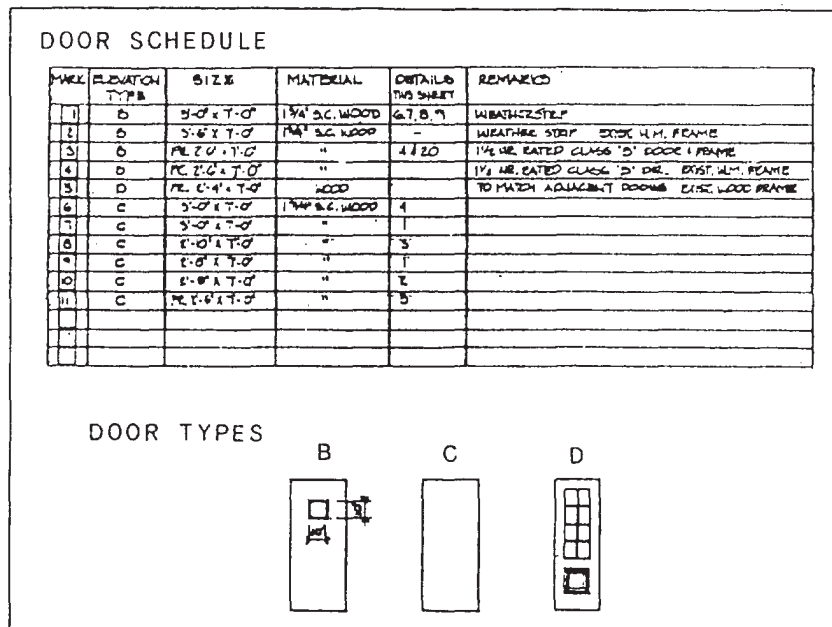 DOOR SCHEDULE
MARK ELEVATION TYPE SIZE MATERIAL DETAILS THIS SHEET REMARKS
1 B 3'-0" x 7'-0" 1 3/4" S.C. WOOD 6,7,8,9 WEATHERSTRIP
2 B 3'-6" x 7'-0" 1 3/4" S.C. WOOD — WEATHER STRIP EXIST. H.M. FRAME
3 B PR. 2'-6" x 7'-0" " 4 & 20 1 1/2 HR. RATED CLASS "B" DOOR & FRAME
4 B PR. 2'-6" x 7'-0" " 1 1/2 HR. RATED CLASS "B" DR. EXIST. H.M. FRAME
5 D PR. 2'-4" x 7'-0" WOOD TO MATCH ADJACENT DOORS EXIST. WOOD FRAME
6 C 3'-0" x 7'-0" 1 3/4" S.C. WOOD 4
7 C 3'-0" x 7'-0" " 1
8 C 2'-10" x 7'-0" " 3
9 C 2'-8" x 7'-0" " 1
10 C 2'-8" x 7'-0" " 2
11 C PR. 2'-6" x 7'-0" " 5
DOOR TYPES
B C D